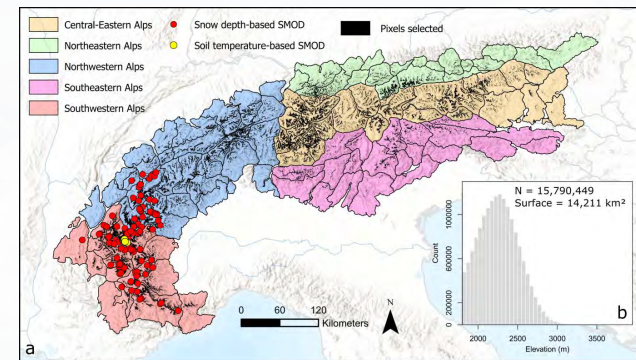 Central-Eastern Alps
Northeastern Alps
Northwestern Alps
Southeastern Alps
Southwestern Alps
Snow depth-based SMOD
Soil temperature-based SMOD
Pixels selected
N = 15,790,449
Surface = 14,211 km²
Count
0
200000
600000
1000000
2000
2500
3000
3500
Elevation (m)
b
N
0 60 120
Kilometers
a